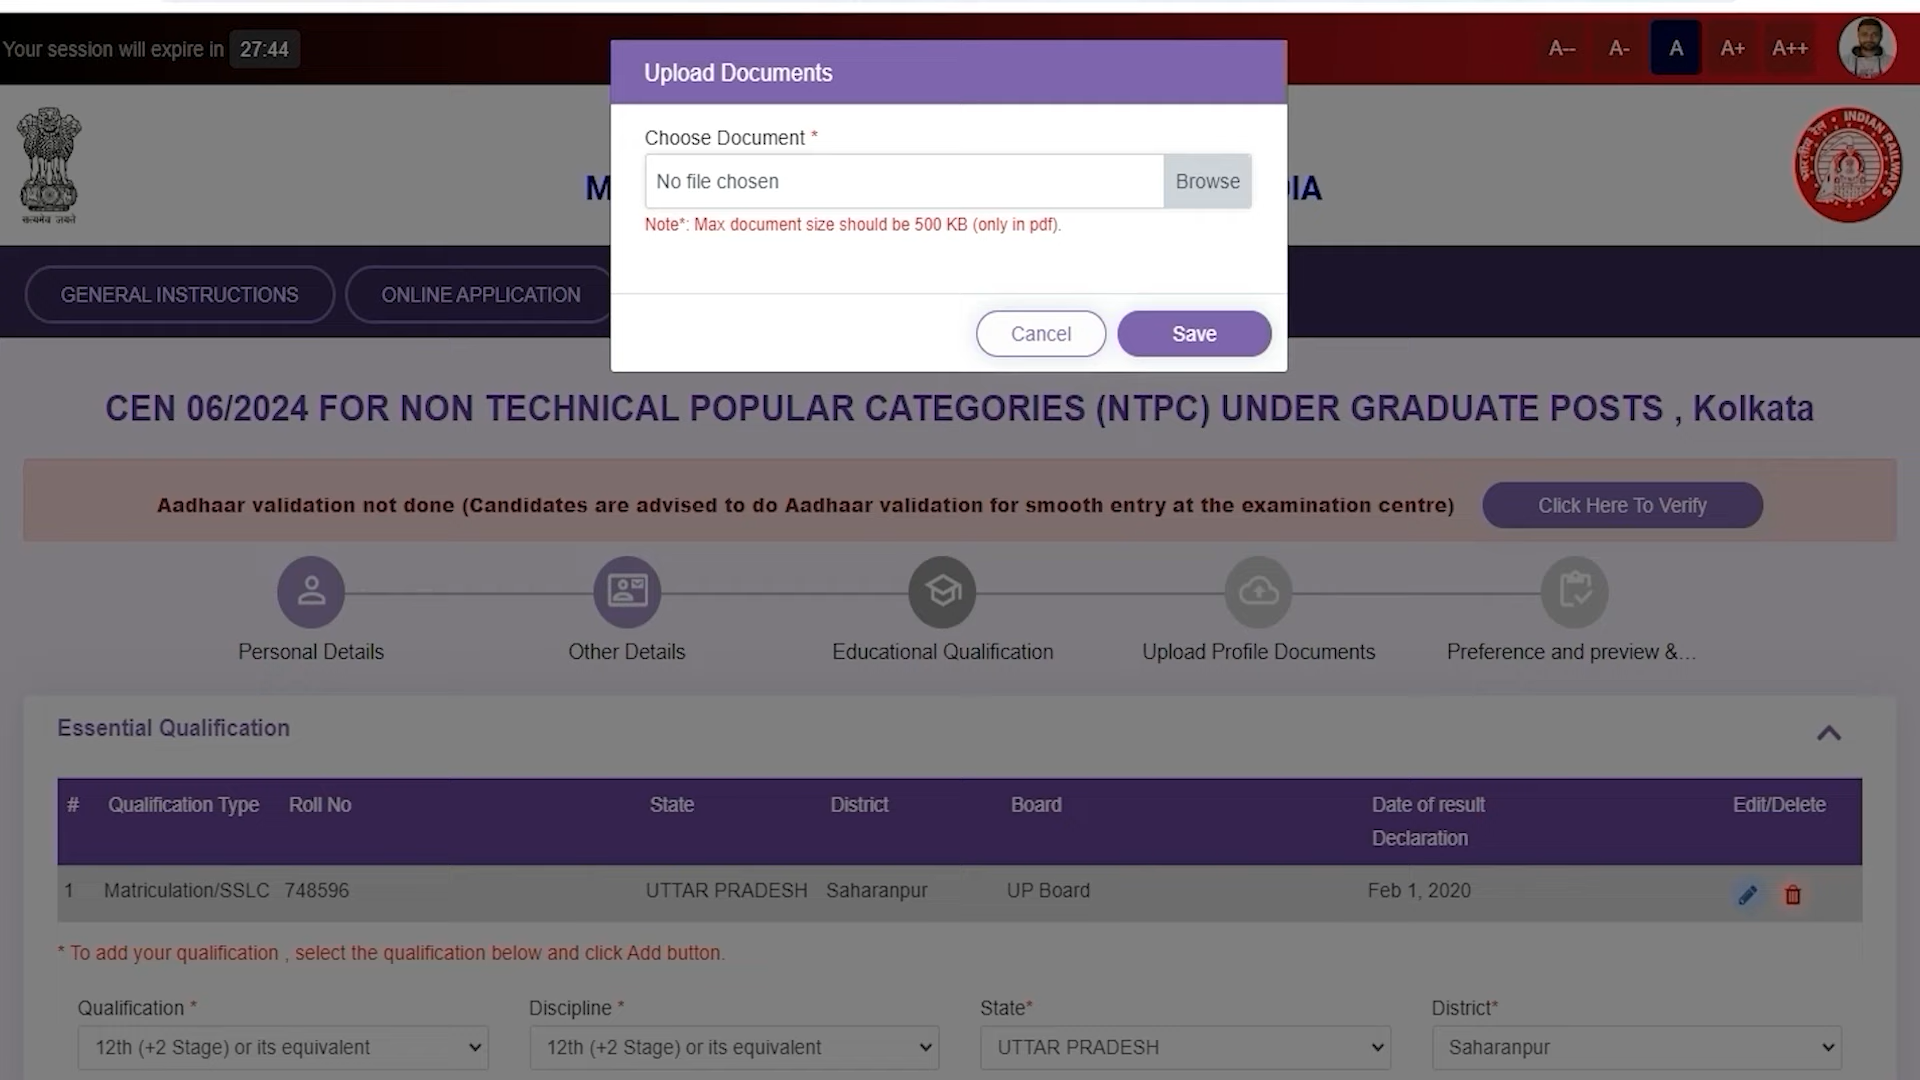 Your session will expire in 27:44
A-- A- A A+ A++
Upload Documents
Choose Document *
No file chosen Browse
Note*: Max document size should be 500 KB (only in pdf).
Cancel Save
M IA
सत्यमेव जयते
INDIAN RAILWAYS
भारतीय रेल
GENERAL INSTRUCTIONS ONLINE APPLICATION
CEN 06/2024 FOR NON TECHNICAL POPULAR CATEGORIES (NTPC) UNDER GRADUATE POSTS , Kolkata
Aadhaar validation not done (Candidates are advised to do Aadhaar validation for smooth entry at the examination centre) Click Here To Verify
Personal Details Other Details Educational Qualification Upload Profile Documents Preference and preview &...
Essential Qualification
# Qualification Type Roll No State District Board Date of result Declaration Edit/Delete
1 Matriculation/SSLC 748596 UTTAR PRADESH Saharanpur UP Board Feb 1, 2020
* To add your qualification , select the qualification below and click Add button.
Qualification * Discipline * State* District*
12th (+2 Stage) or its equivalent 12th (+2 Stage) or its equivalent UTTAR PRADESH Saharanpur